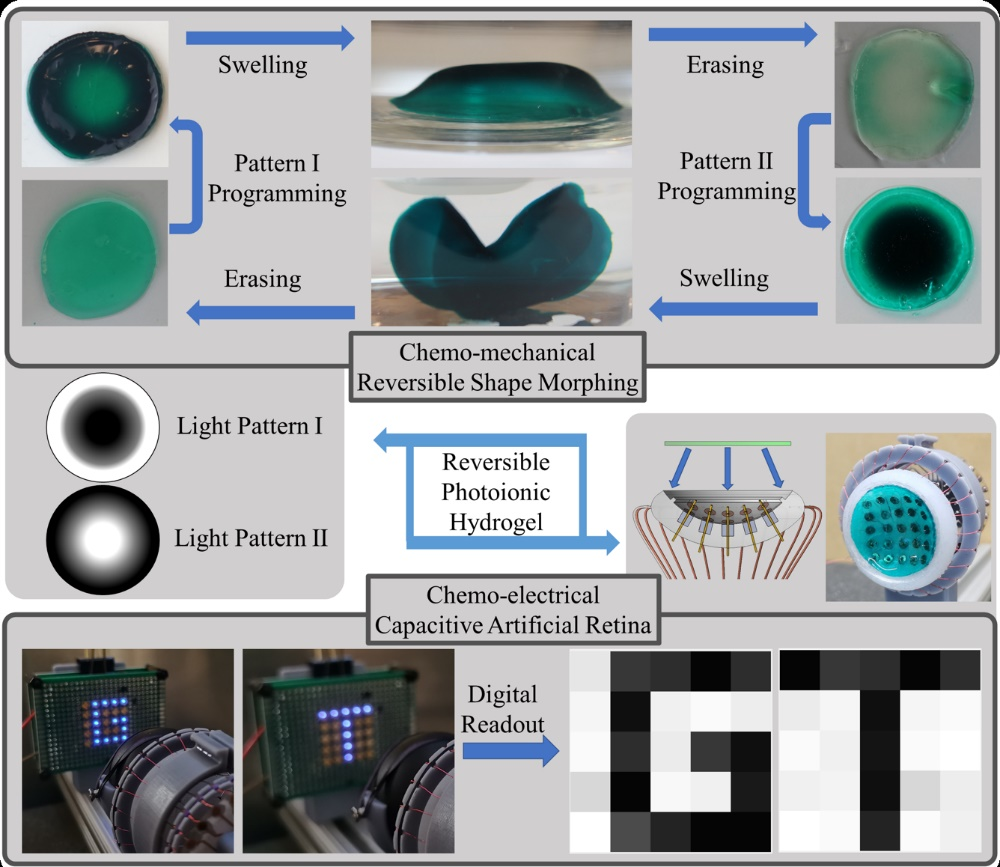 Swelling
Erasing
Pattern I
Programming
Pattern II
Programming
Erasing
Swelling
Chemo-mechanical
Reversible Shape Morphing
Light Pattern I
Light Pattern II
Reversible
Photoionic
Hydrogel
Chemo-electrical
Capacitive Artificial Retina
Digital
Readout
G
T
G
T